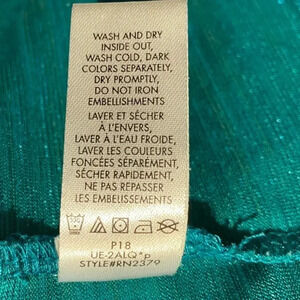 WASH AND DRY
INSIDE OUT,
WASH COLD, DARK
COLORS SEPARATELY,
DRY PROMPTLY,
DO NOT IRON
EMBELLISHMENTS
LAVER ET SÉCHER
À L'ENVERS,
LAVER À L'EAU FROIDE,
LAVER LES COULEURS
FONCÉES SÉPARÉMENT,
SÉCHER RAPIDEMENT,
NE PAS REPASSER
LES EMBELISSEMENTS
P18
UE-2ALQ*p
STYLE#RN2379